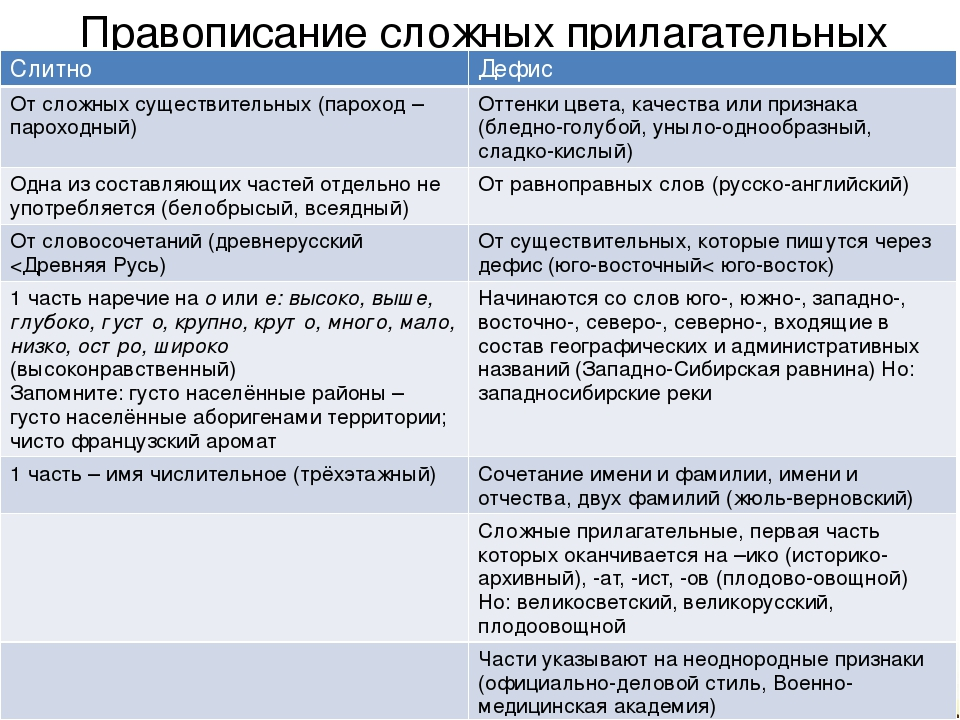 Правописание сложных прилагательных
Слитно
Дефис
От сложных существительных (пароход –
пароходный)
Оттенки цвета, качества или признака
(бледно-голубой, уныло-однообразный,
сладко-кислый)
Одна из составляющих частей отдельно не
употребляется (белобрысый, всеядный)
От равноправных слов (русско-английский)
От словосочетаний (древнерусский
<Древняя Русь)
От существительных, которые пишутся через
дефис (юго-восточный< юго-восток)
1 часть наречие на о или е: высоко, выше,
глубоко, густо, крупно, круто, много, мало,
низко, остро, широко
(высоконравственный)
Запомните: густо населённые районы –
густо населённые аборигенами территории;
чисто французский аромат
Начинаются со слов юго-, южно-, западно-,
восточно-, северо-, северно-, входящие в
состав географических и административных
названий (Западно-Сибирская равнина) Но:
западносибирские реки
1 часть – имя числительное (трёхэтажный)
Сочетание имени и фамилии, имени и
отчества, двух фамилий (жюль-верновский)
Сложные прилагательные, первая часть
которых оканчивается на –ико (историко-
архивный), -ат, -ист, -ов (плодово-овощной)
Но: великосветский, великорусский,
плодоовощной
Части указывают на неоднородные признаки
(официально-деловой стиль, Военно-
медицинская академия)